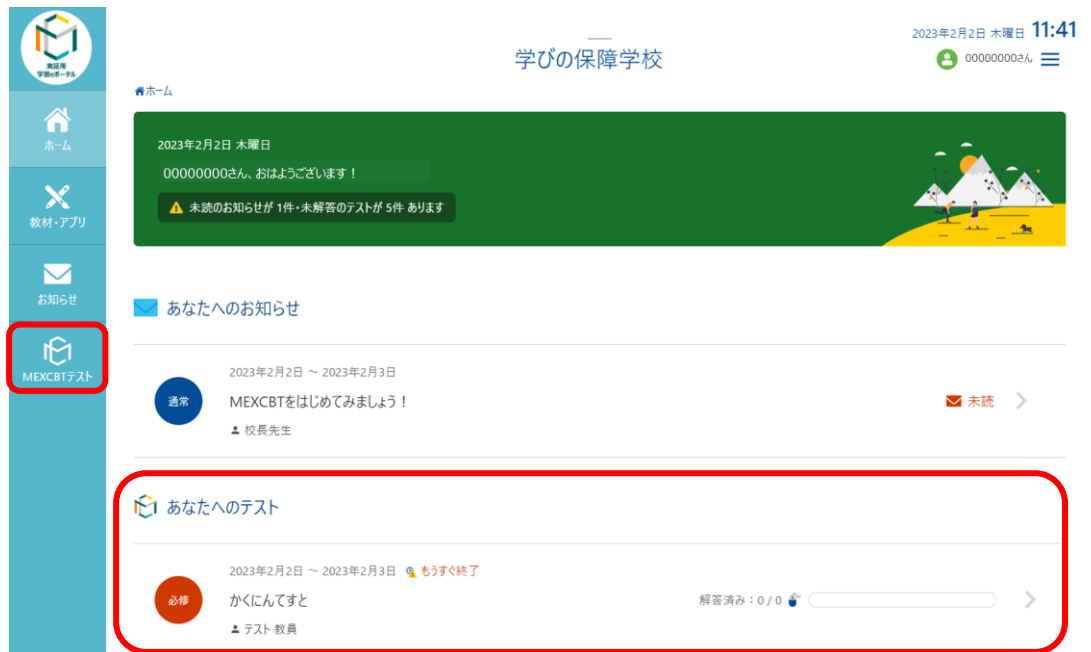 実証用
学習eポータル
ホーム
教材・アプリ
お知らせ
MEXCBTテスト
学びの保障学校
2023年2月2日 木曜日 11:41
00000000さん
ホーム
2023年2月2日 木曜日
00000000さん、おはようございます！
未読のお知らせが 1件・未解答のテストが 5件 あります
あなたへのお知らせ
2023年2月2日 ～ 2023年2月3日
通常
MEXCBTをはじめてみましょう！
未読
校長先生
あなたへのテスト
2023年2月2日 ～ 2023年2月3日 もうすぐ終了
必修
かくにんてすと
解答済み：0 / 0
テスト 教員